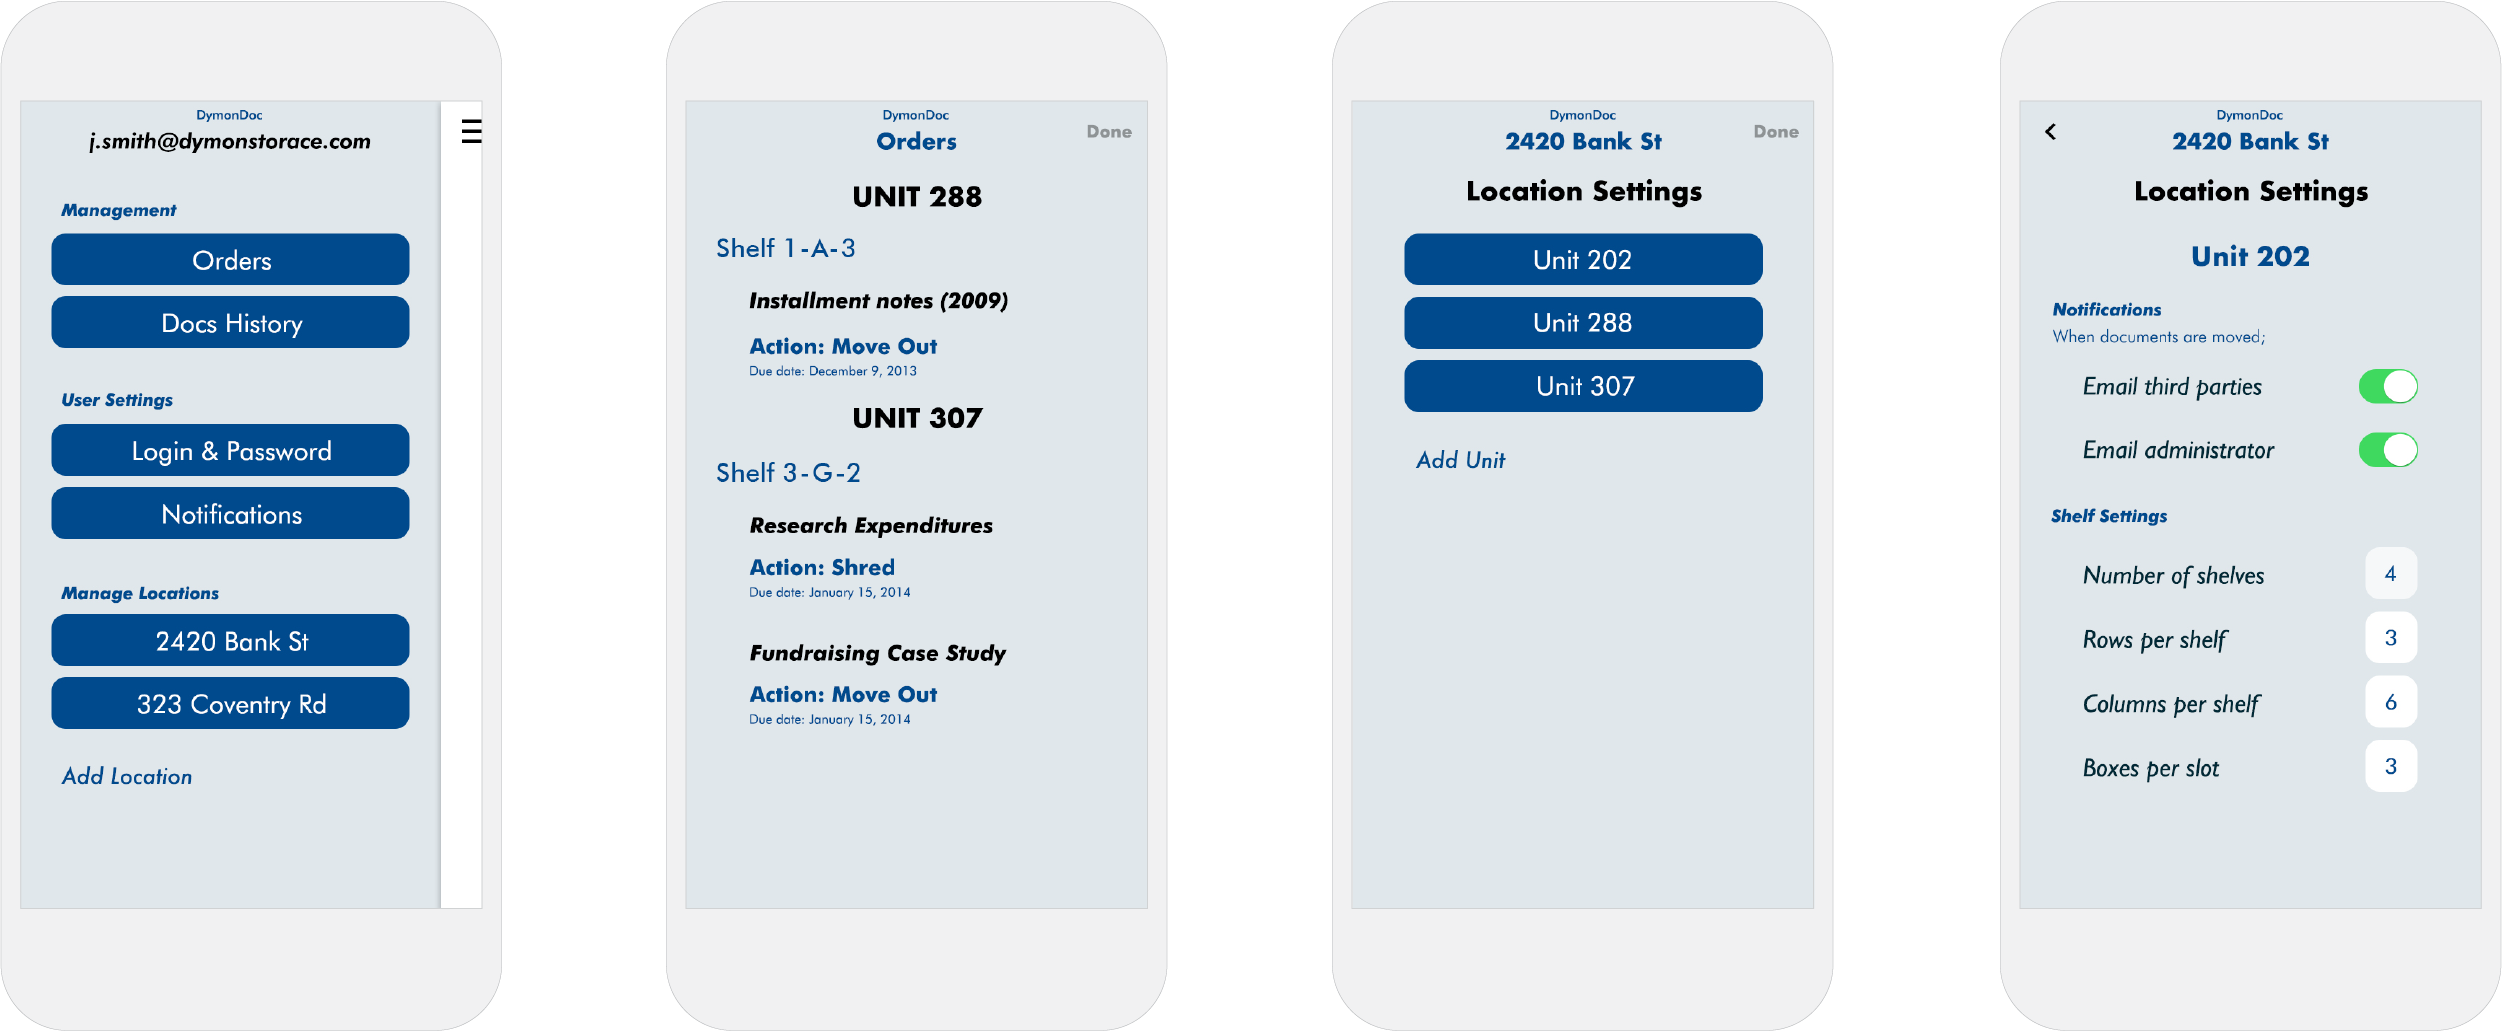 DymonDoc
j.smith@dymonstorace.com
Management
Orders
Docs History
User Settings
Login & Password
Notifications
Manage Locations
2420 Bank St
323 Coventry Rd
Add Location
DymonDoc
Orders
Done
UNIT 288
Shelf 1-A-3
Installment notes (2009)
Action: Move Out
Due date: December 9, 2013
UNIT 307
Shelf 3-G-2
Research Expenditures
Action: Shred
Due date: January 15, 2014
Fundraising Case Study
Action: Move Out
Due date: January 15, 2014
DymonDoc
2420 Bank St
Done
Location Settings
Unit 202
Unit 288
Unit 307
Add Unit
DymonDoc
2420 Bank St
Location Settings
Unit 202
Notifications
When documents are moved;
Email third parties
Email administrator
Shelf Settings
Number of shelves 4
Rows per shelf 3
Columns per shelf 6
Boxes per slot 3